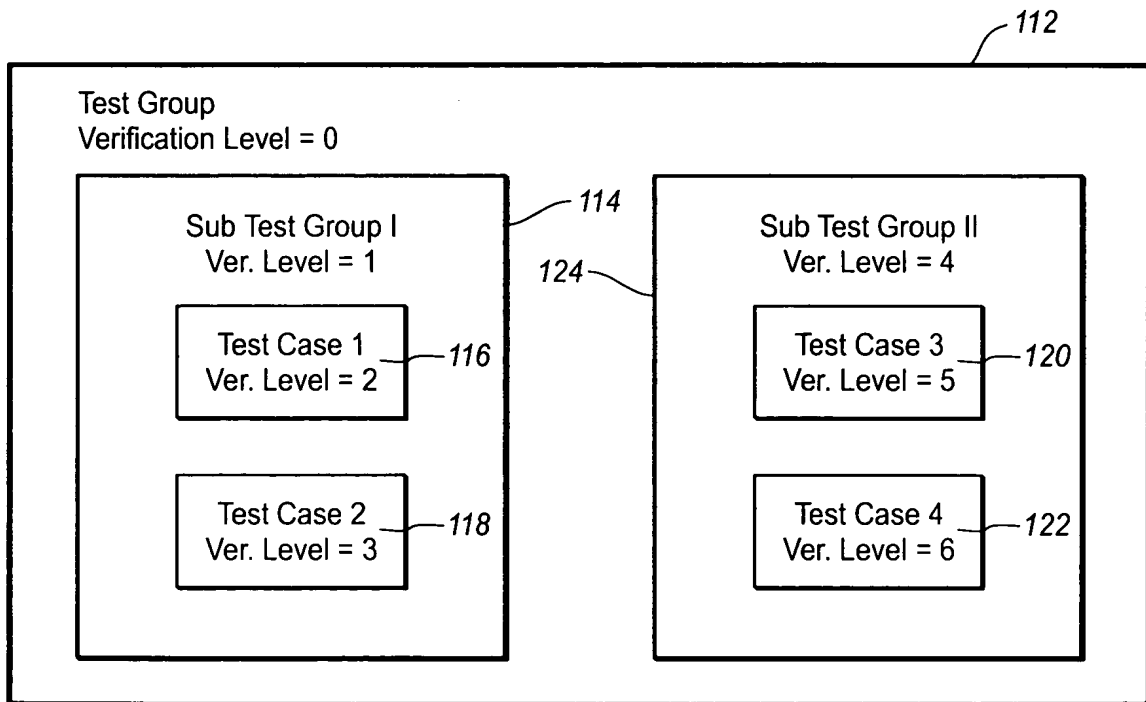 112
Test Group
Verification Level = 0
Sub Test Group I
Ver. Level = 1
114
Test Case 1
Ver. Level = 2
116
Test Case 2
Ver. Level = 3
118
Sub Test Group II
Ver. Level = 4
124
Test Case 3
Ver. Level = 5
120
Test Case 4
Ver. Level = 6
122